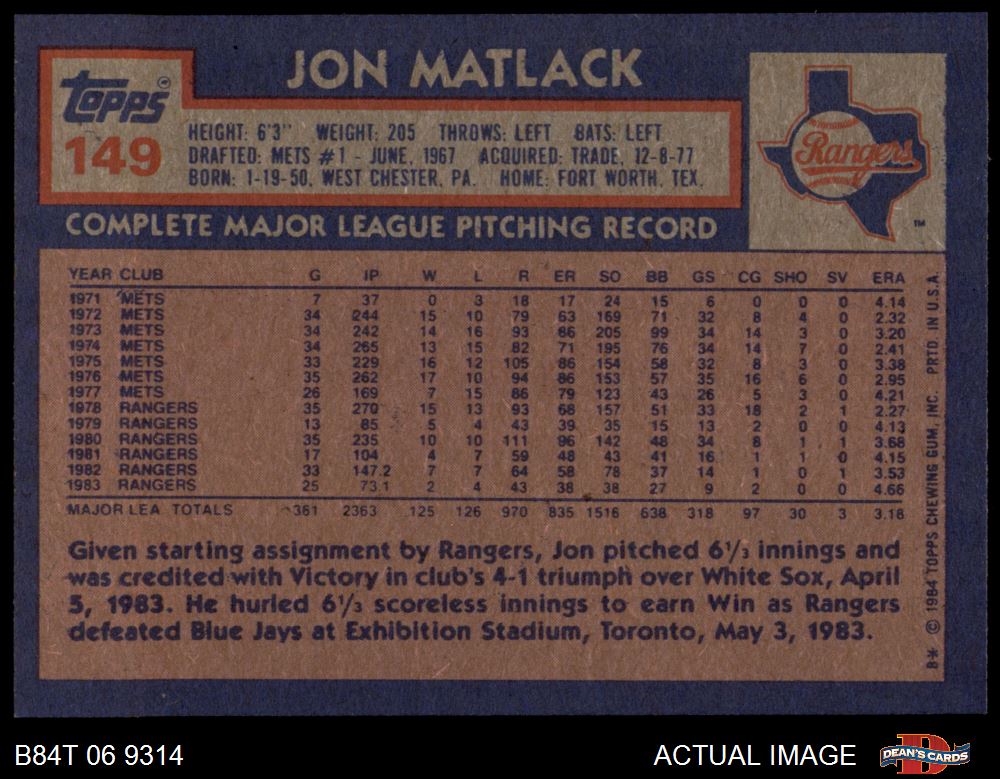 JON MATLACK
Topps ®
149
HEIGHT: 6'3" WEIGHT: 205 THROWS: LEFT BATS: LEFT
DRAFTED: METS #1 - JUNE, 1967 ACQUIRED: TRADE, 12-8-77
BORN: 1-19-50, WEST CHESTER, PA. HOME: FORT WORTH, TEX.
Rangers
TM
COMPLETE MAJOR LEAGUE PITCHING RECORD
YEAR CLUB G IP W L R ER SO BB GS CG SHO SV ERA
1971 METS 7 37 0 3 18 17 24 15 6 0 0 0 4.14
1972 METS 34 244 15 10 79 63 169 71 32 8 4 0 2.32
1973 METS 34 242 14 16 93 86 205 99 34 14 3 0 3.20
1974 METS 34 265 13 15 82 71 195 76 34 14 7 0 2.41
1975 METS 33 229 16 12 105 86 154 58 32 8 3 0 3.38
1976 METS 35 262 17 10 94 86 153 57 35 16 6 0 2.95
1977 METS 26 169 7 15 86 79 123 43 26 5 3 0 4.21
1978 RANGERS 35 270 15 13 93 68 157 51 33 18 2 1 2.27
1979 RANGERS 13 85 5 4 43 39 35 15 13 2 0 0 4.13
1980 RANGERS 35 235 10 10 111 96 142 48 34 8 1 1 3.68
1981 RANGERS 17 104 4 7 59 48 43 41 16 1 1 0 4.15
1982 RANGERS 33 147.2 7 7 64 58 78 37 14 1 0 1 3.53
1983 RANGERS 25 73.1 2 4 43 38 38 27 9 2 0 0 4.66
MAJOR LEA. TOTALS 361 2363 125 126 970 835 1516 638 318 97 30 3 3.18
Given starting assignment by Rangers, Jon pitched 6⅓ innings and
was credited with Victory in club's 4-1 triumph over White Sox, April
5, 1983. He hurled 6⅓ scoreless innings to earn Win as Rangers
defeated Blue Jays at Exhibition Stadium, Toronto, May 3, 1983.
B* © 1984 TOPPS CHEWING GUM, INC. PRTD. IN U.S.A.
B84T 06 9314
ACTUAL IMAGE
DEAN'S CARDS